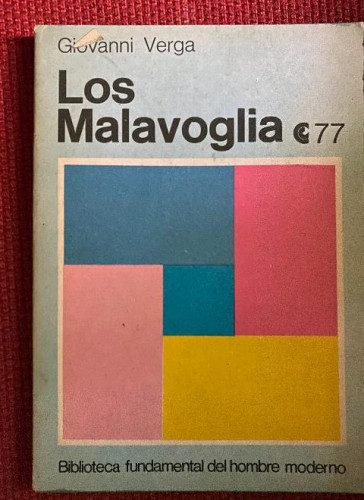 Giovanni Verga
Los
Malavoglia c 77
Biblioteca fundamental del hombre moderno